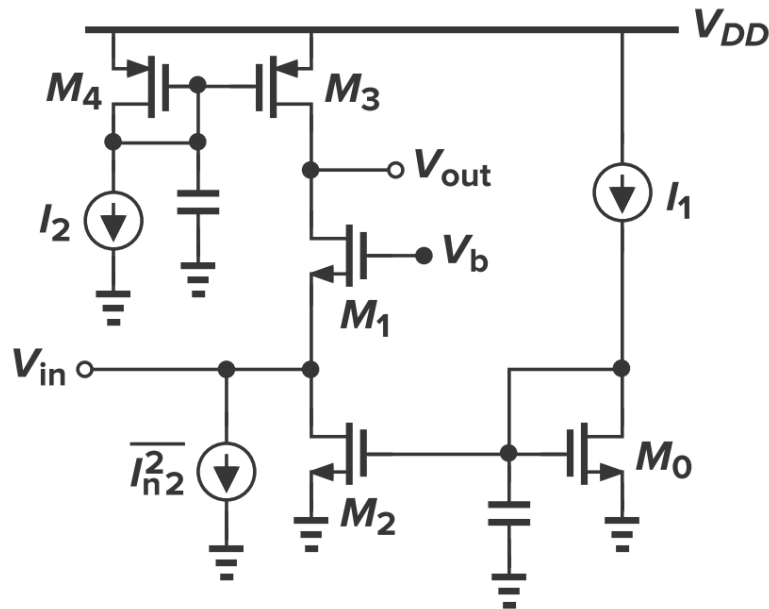 V_DD
M_4
M_3
V_out
I_2
I_1
V_b
M_1
V_in
\overline{I_{n2}^2}
M_0
M_2